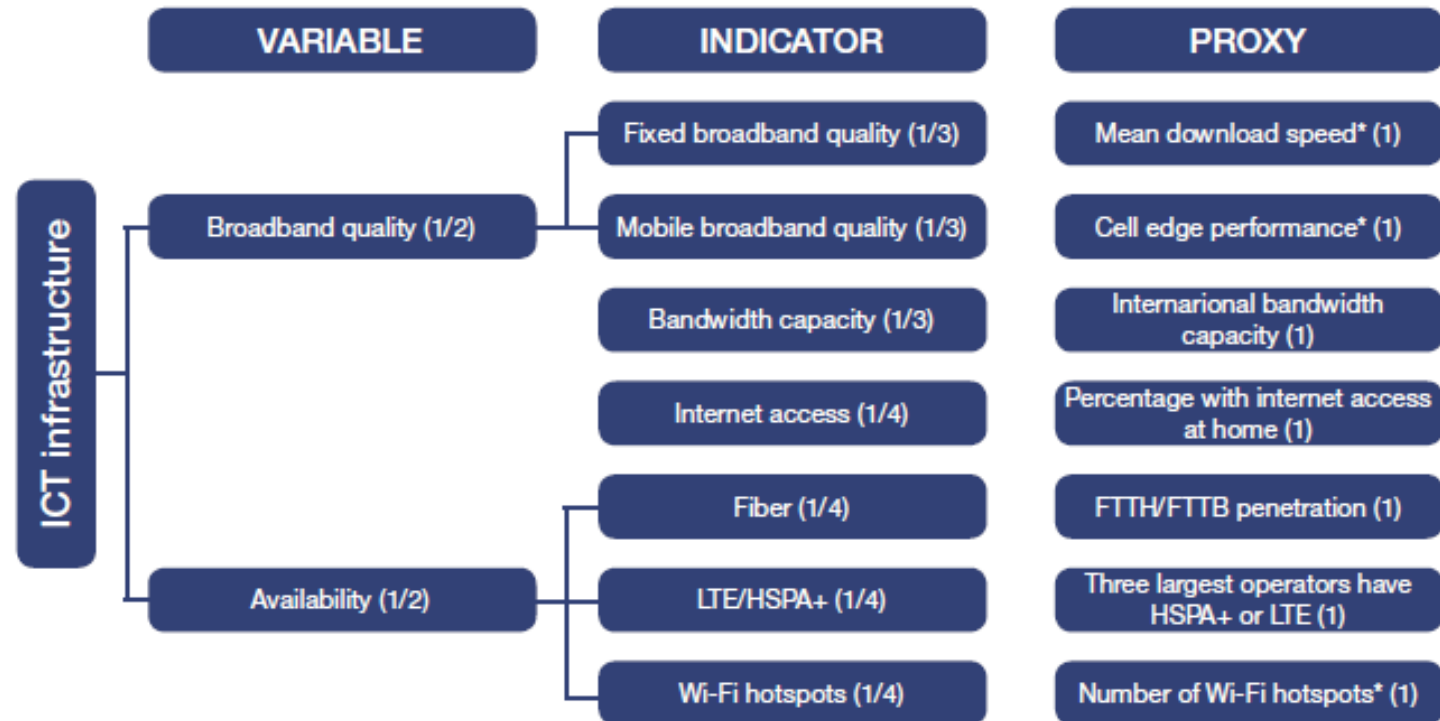 VARIABLE
INDICATOR
PROXY
ICT infrastructure
Broadband quality (1/2)
Fixed broadband quality (1/3)
Mean download speed* (1)
Mobile broadband quality (1/3)
Cell edge performance* (1)
Bandwidth capacity (1/3)
Internarional bandwidth
capacity (1)
Availability (1/2)
Internet access (1/4)
Percentage with internet access
at home (1)
Fiber (1/4)
FTTH/FTTB penetration (1)
LTE/HSPA+ (1/4)
Three largest operators have
HSPA+ or LTE (1)
Wi-Fi hotspots (1/4)
Number of Wi-Fi hotspots* (1)